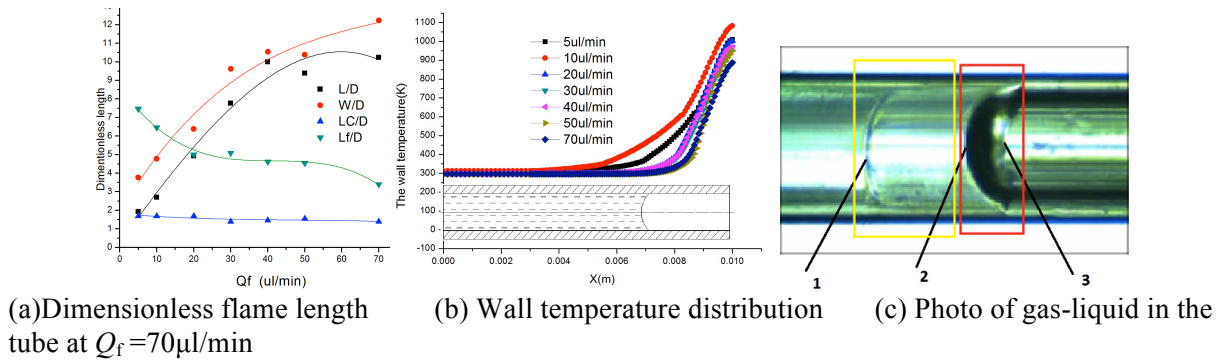 (a)
13
12
11
10
9
8
7
6
5
4
3
2
1
0
Dimentionless length
L/D
W/D
LC/D
Lf/D
0 10 20 30 40 50 60 70
Qf (ul/min)
(b)
1100
1000
900
800
700
600
500
400
300
200
100
0
-100
The wall temperature(K)
5ul/min
10ul/min
20ul/min
30ul/min
40ul/min
50ul/min
70ul/min
0.000 0.002 0.004 0.006 0.008 0.010
X(m)
(c)
1 2 3
(a)Dimensionless flame length (b) Wall temperature distribution (c) Photo of gas-liquid in the
tube at Qf =70μl/min